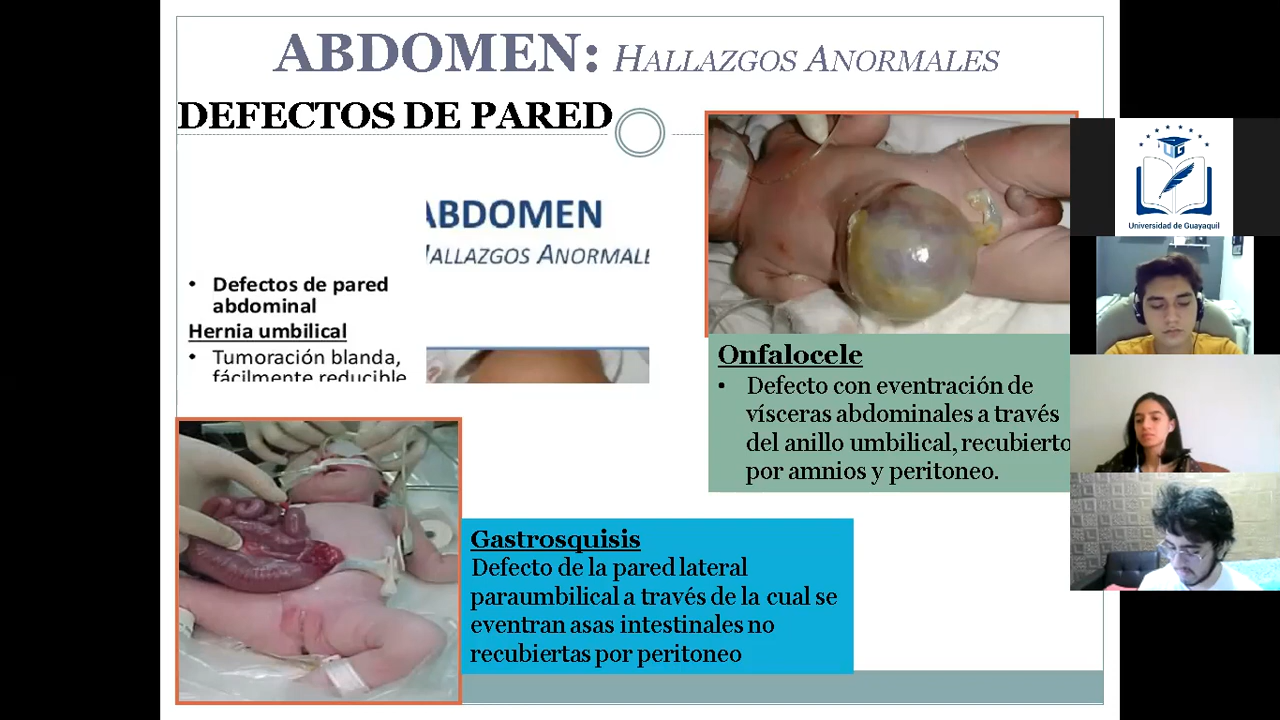 ABDOMEN: HALLAZGOS ANORMALES
DEFECTOS DE PARED
ABDOMEN
HALLAZGOS ANORMALE
• Defectos de pared
abdominal
Hernia umbilical
• Tumoración blanda,
fácilmente reducible
Onfalocele
• Defecto con eventración de
vísceras abdominales a través
del anillo umbilical, recubierto
por amnios y peritoneo.
Gastrosquisis
Defecto de la pared lateral
paraumbilical a través de la cual se
eventran asas intestinales no
recubiertas por peritoneo
UG
Universidad de Guayaquil